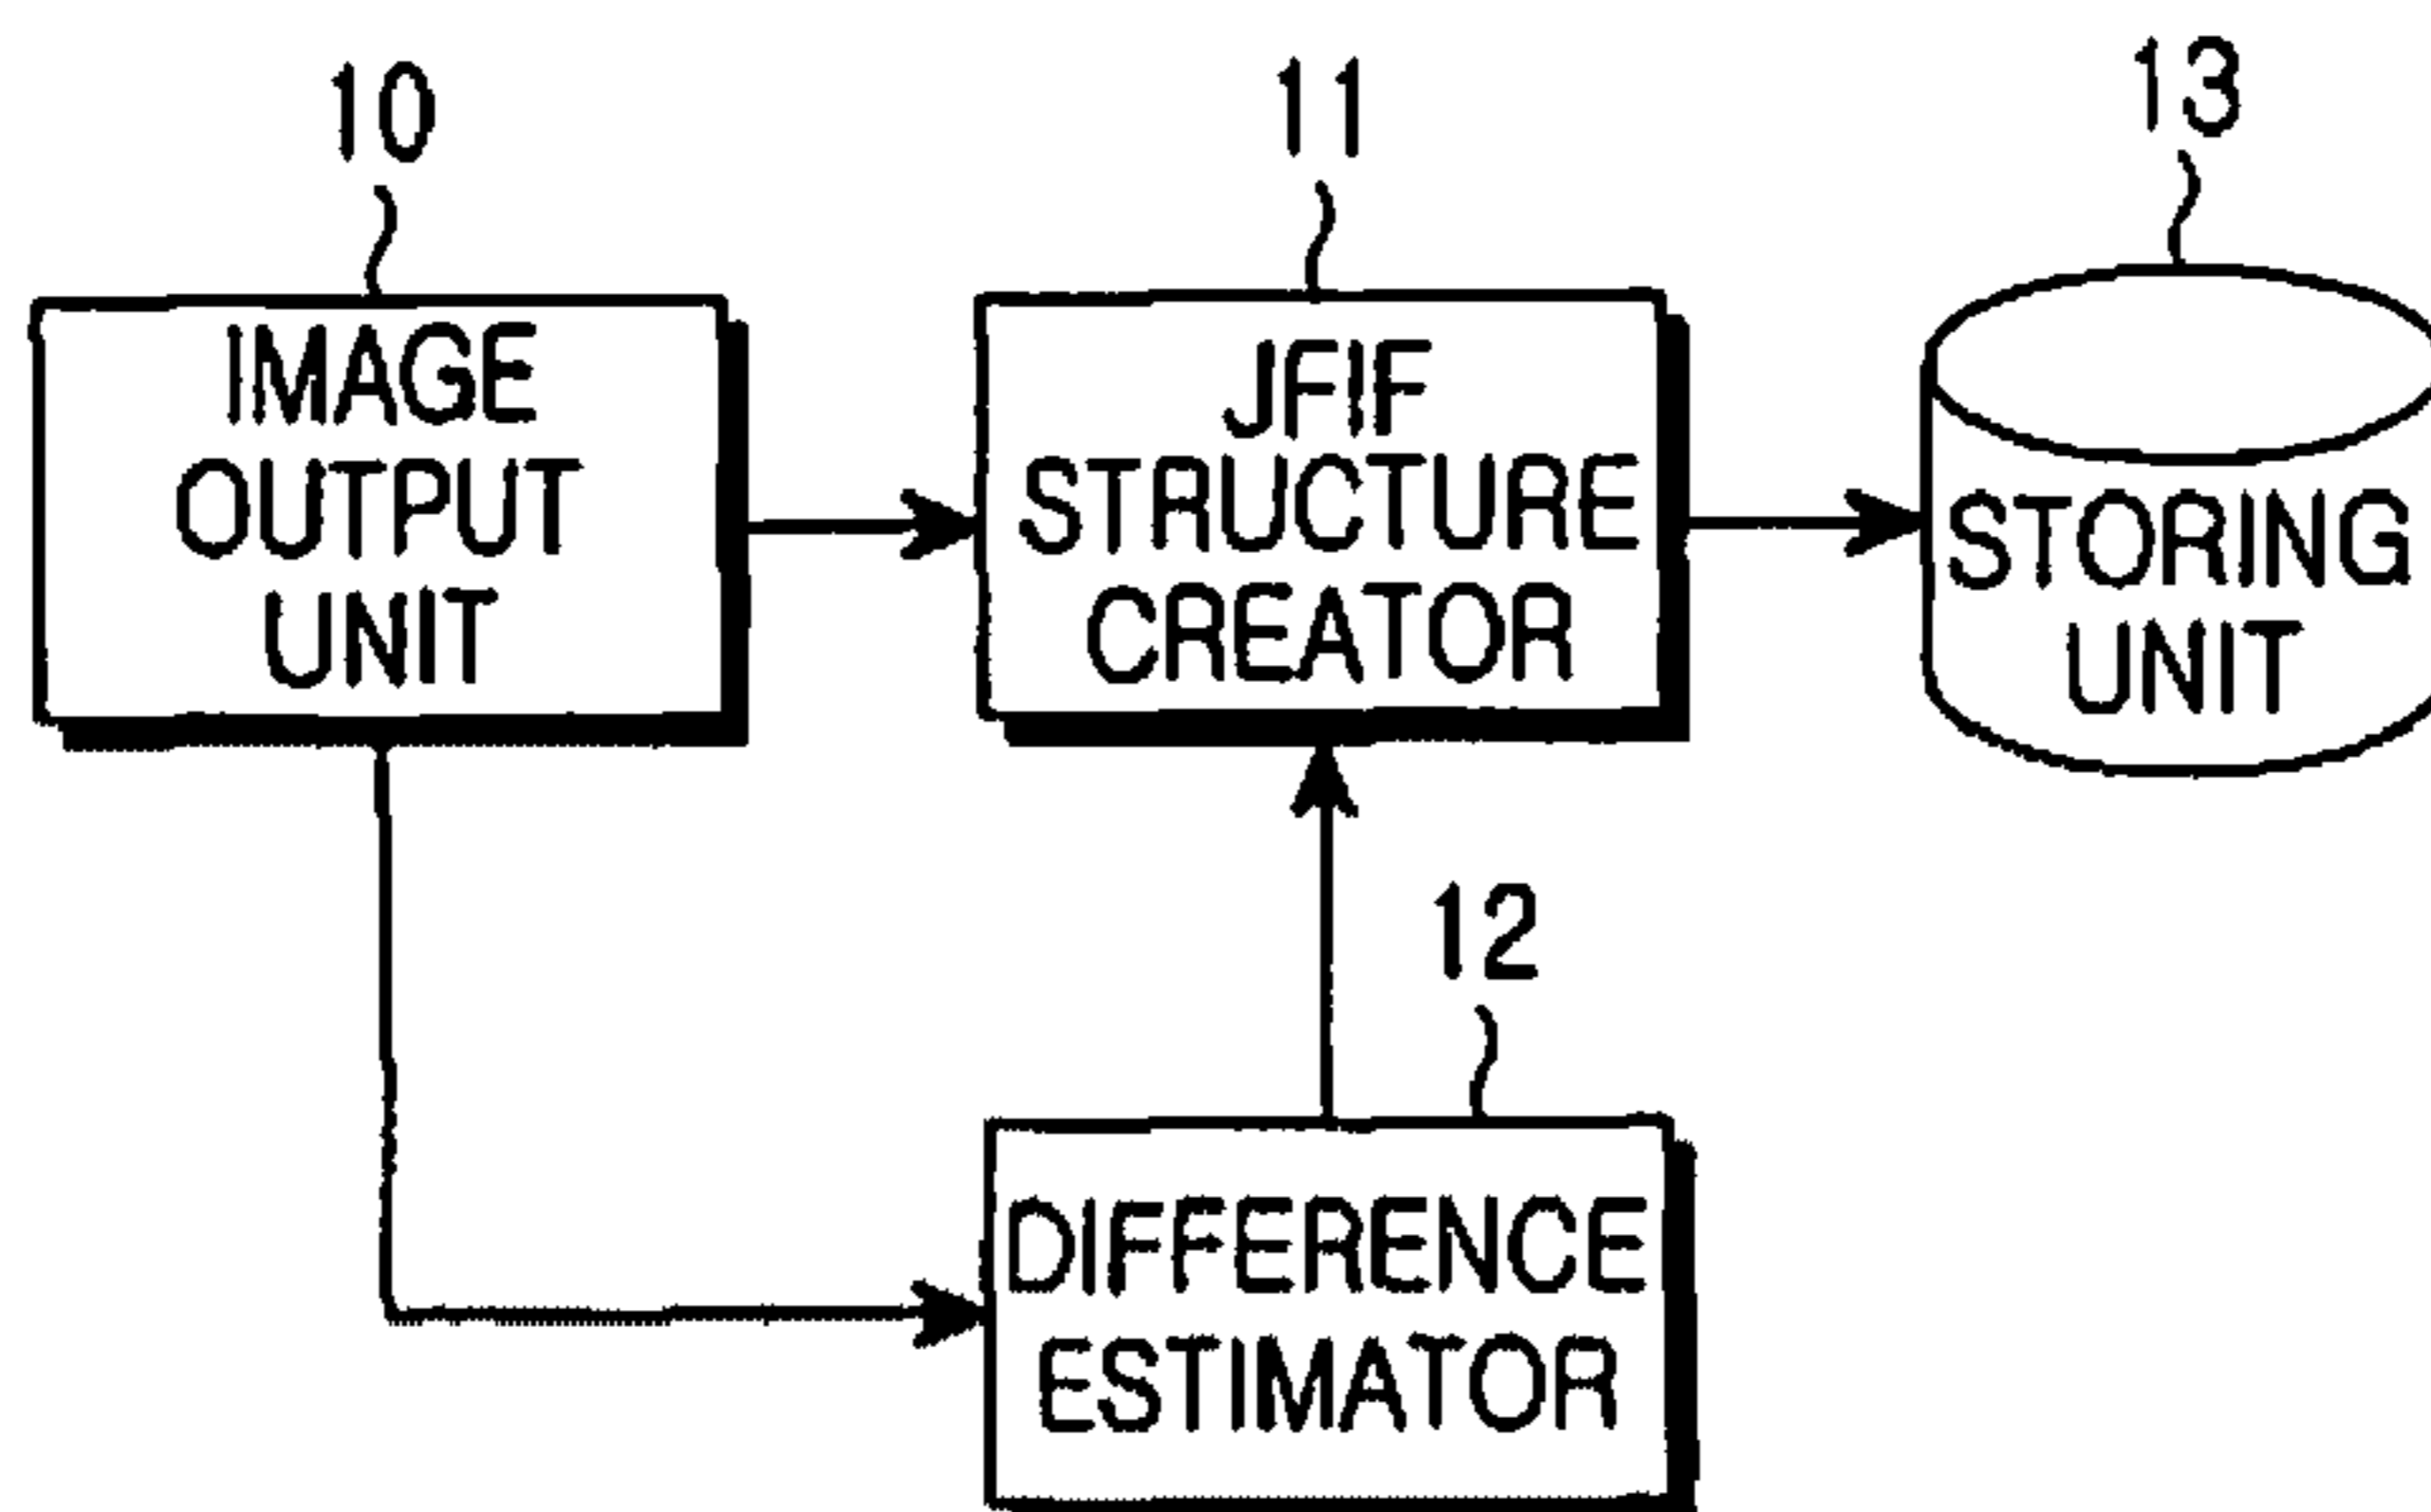 10
11
13
IMAGE
OUTPUT
UNIT
JFIF
STRUCTURE
CREATOR
STORING
UNIT
12
DIFFERENCE
ESTIMATOR